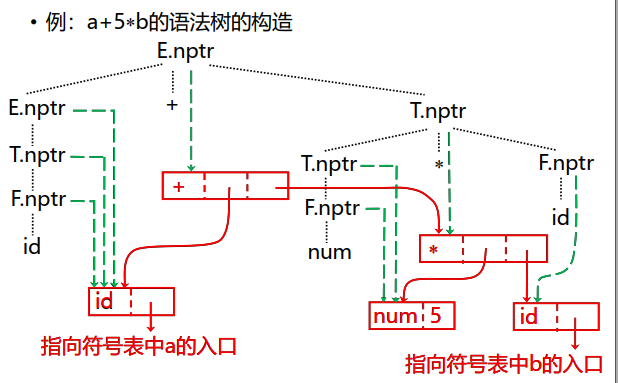 • 例：a+5*b的语法树的构造
E.nptr
E.nptr + T.nptr
T.nptr T.nptr * F.nptr
F.nptr + F.nptr id
id num *
id num 5 id
指向符号表中a的入口 指向符号表中b的入口